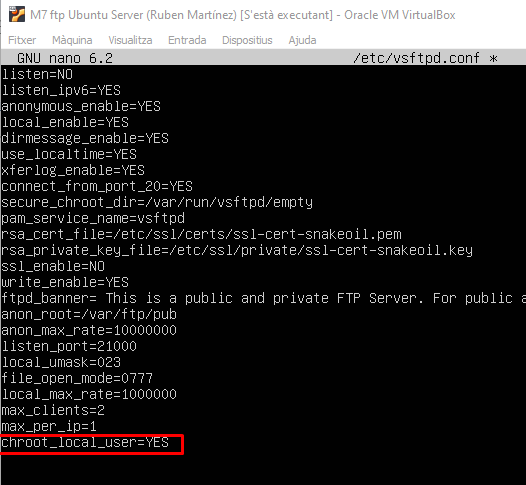 M7 ftp Ubuntu Server (Ruben Martínez) [S'està executant] - Oracle VM VirtualBox
Fitxer Màquina Visualitza Entrada Dispositius Ajuda
GNU nano 6.2 /etc/vsftpd.conf *
listen=NO
listen_ipv6=YES
anonymous_enable=YES
local_enable=YES
dirmessage_enable=YES
use_localtime=YES
xferlog_enable=YES
connect_from_port_20=YES
secure_chroot_dir=/var/run/vsftpd/empty
pam_service_name=vsftpd
rsa_cert_file=/etc/ssl/certs/ssl-cert-snakeoil.pem
rsa_private_key_file=/etc/ssl/private/ssl-cert-snakeoil.key
ssl_enable=NO
write_enable=YES
ftpd_banner= This is a public and private FTP Server. For public a
anon_root=/var/ftp/pub
anon_max_rate=10000000
listen_port=21000
local_umask=023
file_open_mode=0777
local_max_rate=1000000
max_clients=2
max_per_ip=1
chroot_local_user=YES